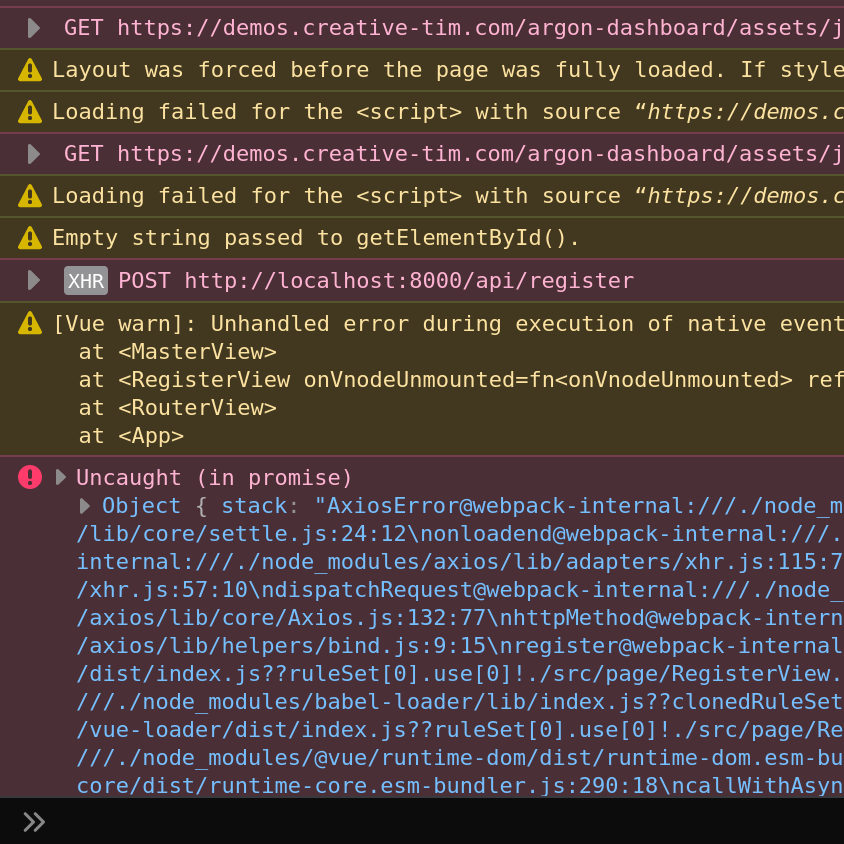 GET https://demos.creative-tim.com/argon-dashboard/assets/j
Layout was forced before the page was fully loaded. If style
Loading failed for the <script> with source “https://demos.c
GET https://demos.creative-tim.com/argon-dashboard/assets/j
Loading failed for the <script> with source “https://demos.c
Empty string passed to getElementById().
XHR POST http://localhost:8000/api/register
[Vue warn]: Unhandled error during execution of native event
at <MasterView>
at <RegisterView onVnodeUnmounted=fn<onVnodeUnmounted> ref
at <RouterView>
at <App>
Uncaught (in promise)
Object { stack: "AxiosError@webpack-internal:///./node_m
/lib/core/settle.js:24:12\nonloadend@webpack-internal:///.
internal:///./node_modules/axios/lib/adapters/xhr.js:115:7
/xhr.js:57:10\ndispatchRequest@webpack-internal:///./node_
/axios/lib/core/Axios.js:132:77\nhttpMethod@webpack-intern
/axios/lib/helpers/bind.js:9:15\nregister@webpack-internal
/dist/index.js??ruleSet[0].use[0]!./src/page/RegisterView.
///./node_modules/babel-loader/lib/index.js??clonedRuleSet
/vue-loader/dist/index.js??ruleSet[0].use[0]!./src/page/Re
///./node_modules/@vue/runtime-dom/dist/runtime-dom.esm-bu
core/dist/runtime-core.esm-bundler.js:290:18\ncallWithAsyn